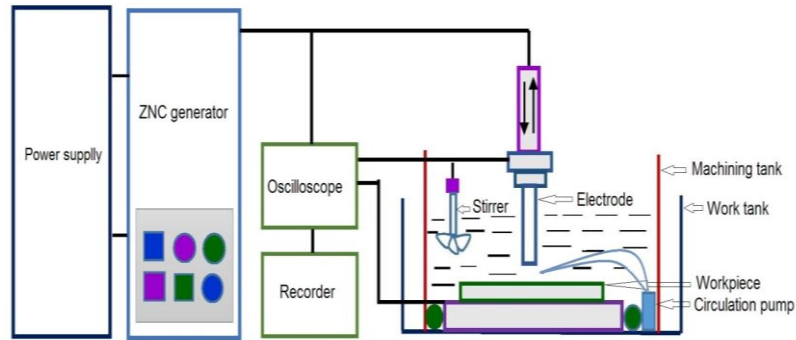 Power supplly
ZNC generator
Oscilloscope
Recorder
Stirrer
Electrode
Machining tank
Work tank
Workpiece
Circulation pump